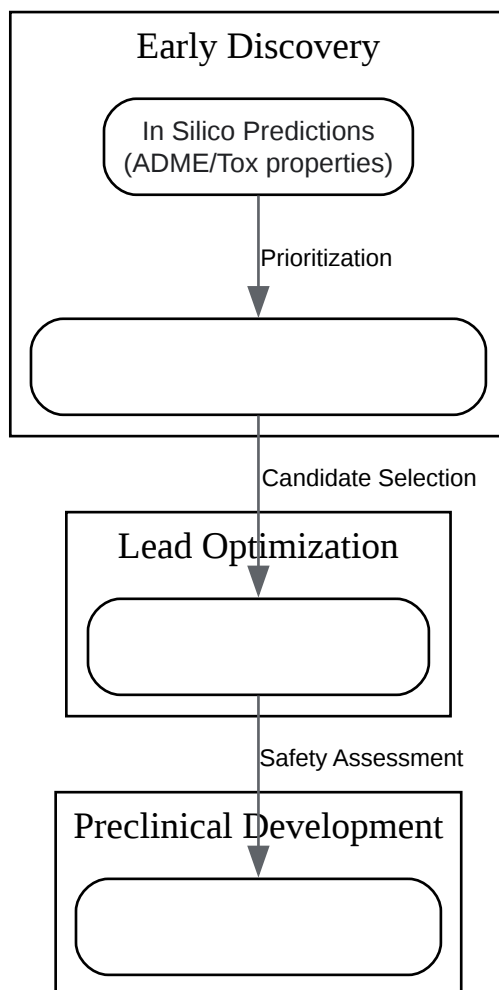 Early Discovery
In Silico Predictions
(ADME/Tox properties)
Prioritization
Candidate Selection
Lead Optimization
Safety Assessment
Preclinical Development